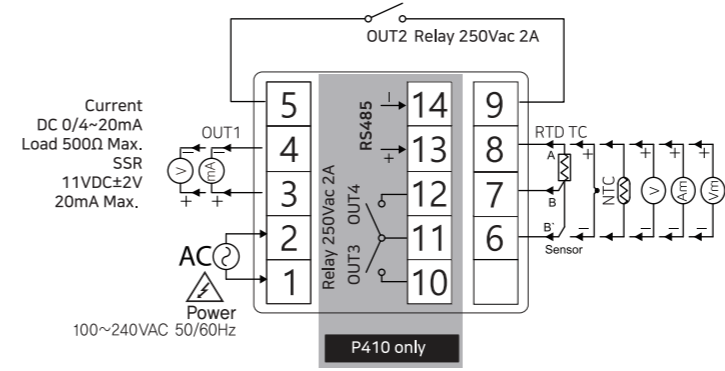 OUT2 Relay 250Vac 2A
Current
DC 0/4~20mA
Load 500Ω Max.
SSR
11VDC±2V
20mA Max.
OUT1
V
mA
− +
− +
AC
Power
100~240VAC 50/60Hz
5
4
3
2
1
RS485
−
+
Relay 250Vac 2A
OUT4
OUT3
14
13
12
11
10
P410 only
9
8
7
6
RTD TC
A
B
B'
Sensor
+
−
NTC
V
Am
Vm
+ + +
− − −